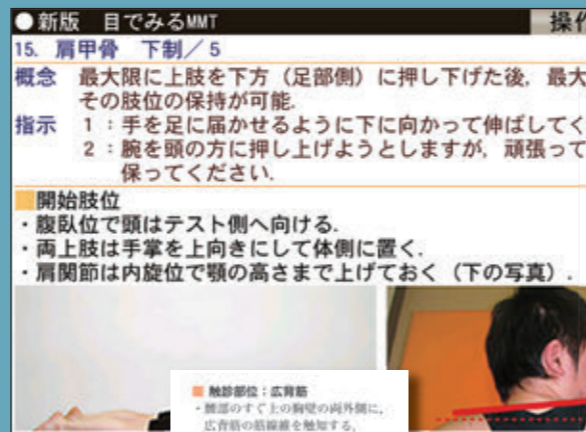 ●新版 目でみるMMT
操作
15. 肩甲骨 下制／5
概念 最大限に上肢を下方（足部側）に押し下げた後，最大
その肢位の保持が可能．
指示 1：手を足に届かせるように下に向かって伸ばしてく
2：腕を頭の方に押し上げようとしますが，頑張って
保ってください．
開始肢位
・腹臥位で頭はテスト側へ向ける．
・両上肢は手掌を上向きにして体側に置く．
・肩関節は内旋位で顎の高さまで上げておく（下の写真）．
■ 触診部位：広背筋
・腰部のすぐ上の胸壁の両外側に，
広背筋の筋線維を触知する．